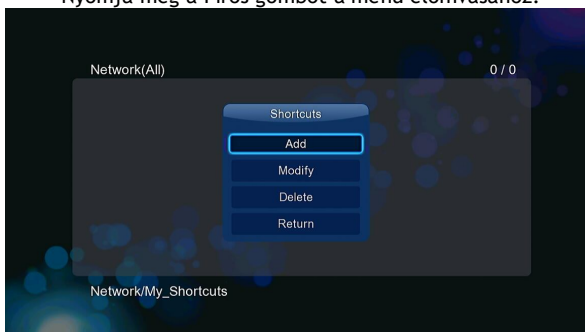 Nyomja meg a Piros gombot a menü előhívásához.
Network(All) 0 / 0
Shortcuts
Add
Modify
Delete
Return
Network/My_Shortcuts